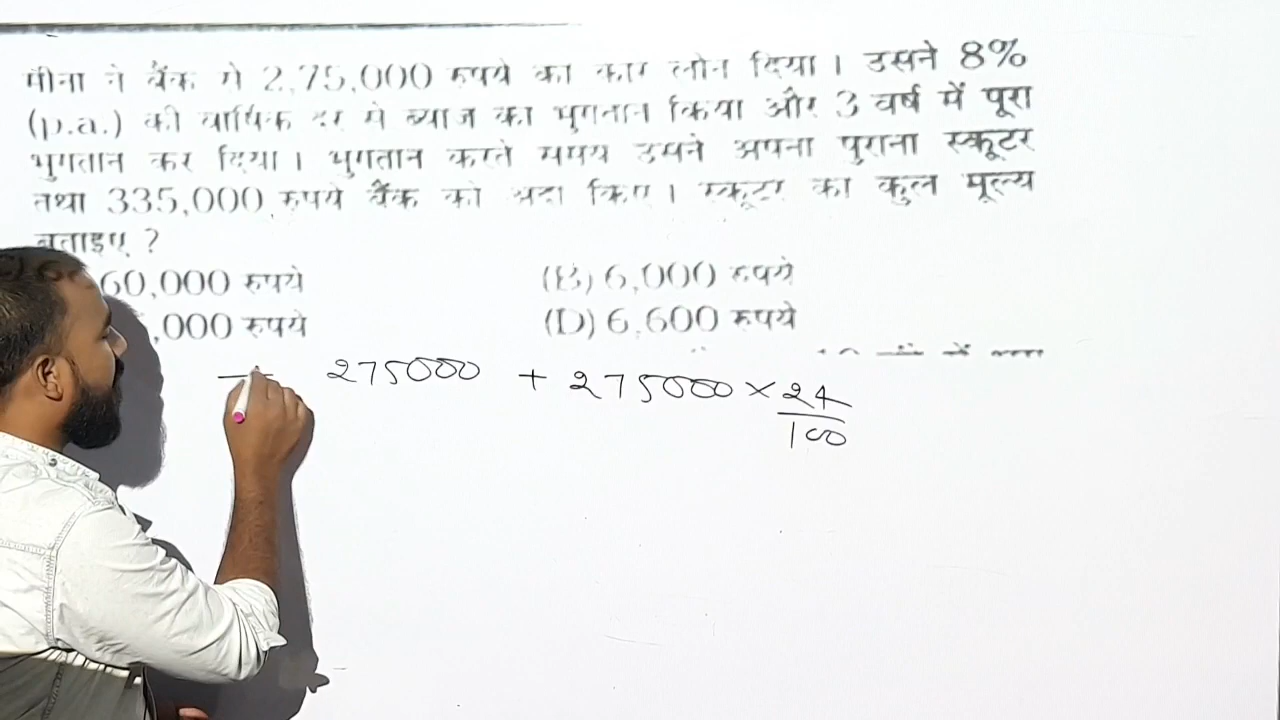 मीना ने बैंक से 2,75,000 रुपये का कार लोन दिया । उसने 8%
(p.a.) की वार्षिक दर से ब्याज का भुगतान किया और 3 वर्ष में पूरा
भुगतान कर दिया । भुगतान करते समय उसने अपना पुराना स्कूटर
तथा 335,000 रुपये बैंक को अदा किए । स्कूटर का कुल मूल्य
बताइए ?
60,000 रुपये (B) 6,000 रुपये
,000 रुपये (D) 6,600 रुपये
275000 + 275000 × 24
100